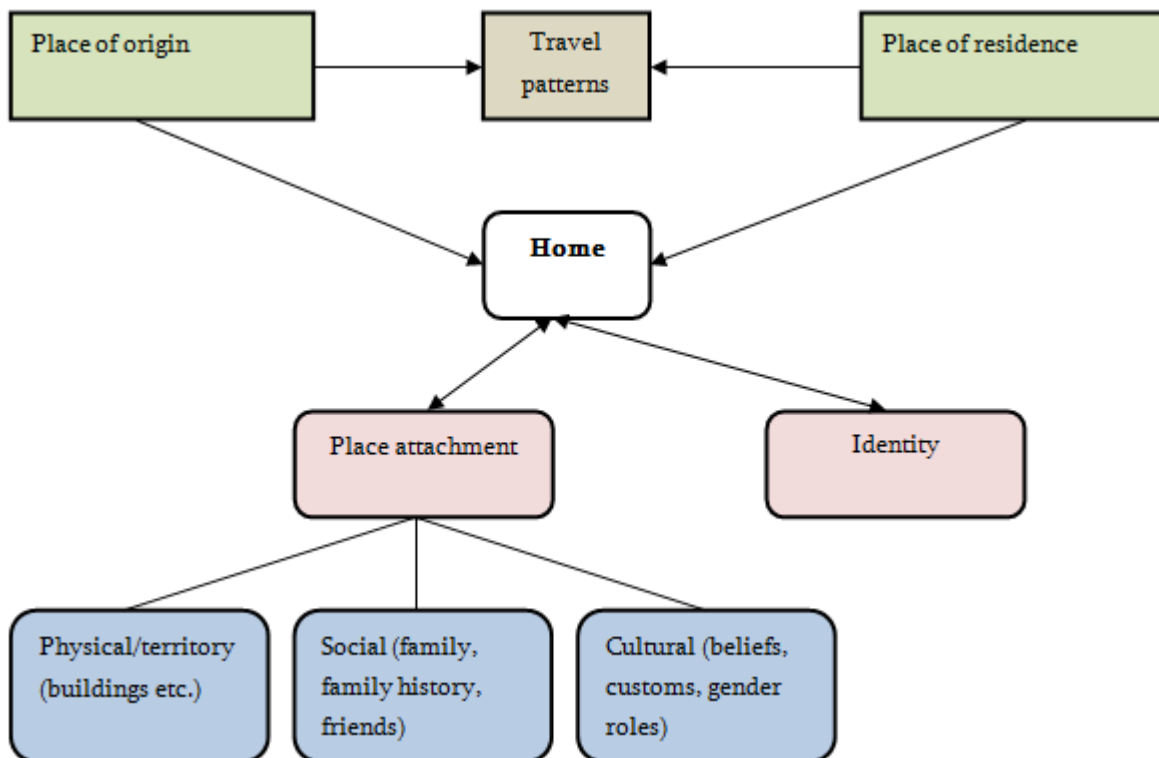 Place of origin
Travel
patterns
Place of residence
Home
Place attachment
Identity
Physical/territory
(buildings etc.)
Social (family,
family history,
friends)
Cultural (beliefs,
customs, gender
roles)